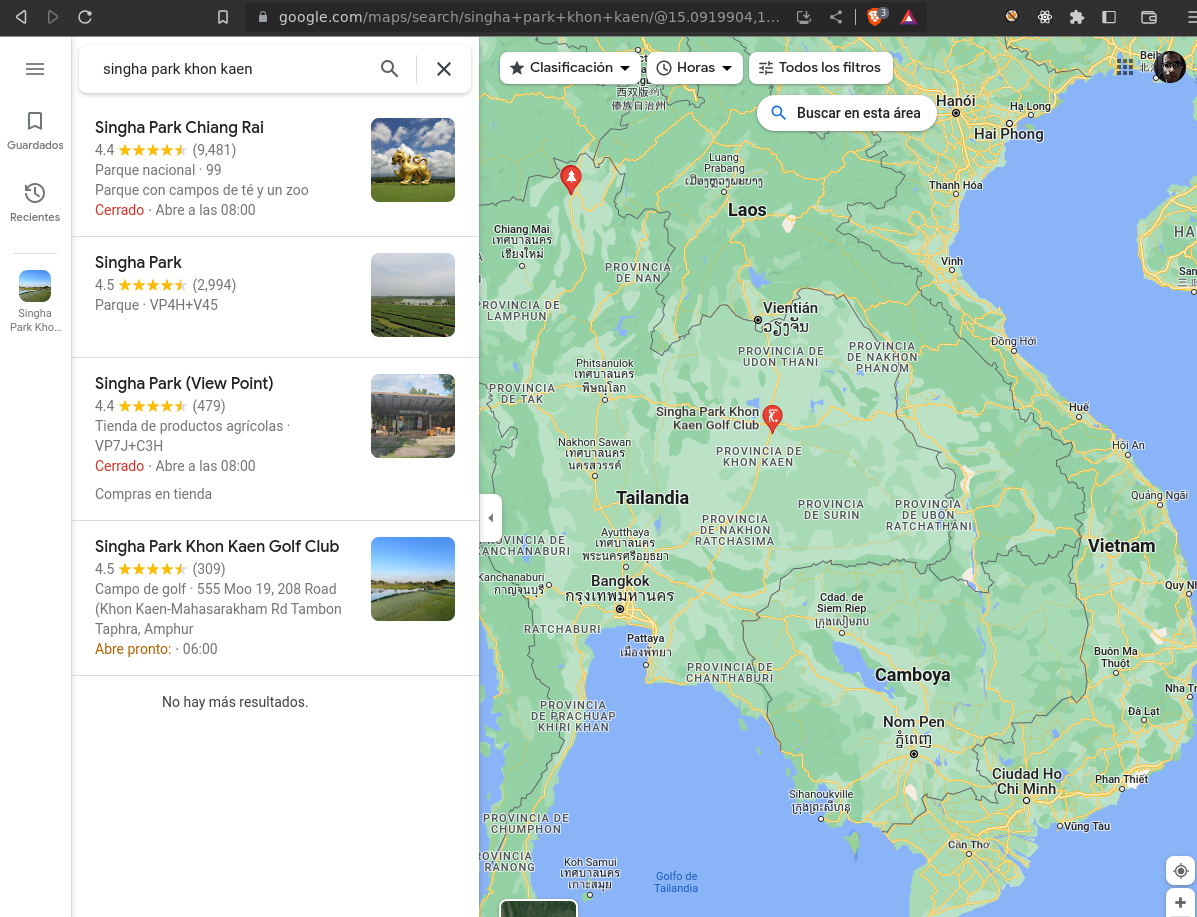 google.com/maps/search/singha+park+khon+kaen/@15.0919904,1...
3
singha park khon kaen
Guardados
Recientes
Singha
Park Kho...
Singha Park Chiang Rai
4.4 (9,481)
Parque nacional · 99
Parque con campos de té y un zoo
Cerrado · Abre a las 08:00
Singha Park
4.5 (2,994)
Parque · VP4H+V45
Singha Park (View Point)
4.4 (479)
Tienda de productos agrícolas ·
VP7J+C3H
Cerrado · Abre a las 08:00
Compras en tienda
Singha Park Khon Kaen Golf Club
4.5 (309)
Campo de golf · 555 Moo 19, 208 Road
(Khon Kaen-Mahasarakham Rd Tambon
Taphra, Amphur
Abre pronto: · 06:00
No hay más resultados.
Clasificación
Horas
Todos los filtros
Buscar en esta área
西双版纳
傣族自治州
Hanói
Hạ Long
Hai Phong
Luang
Prabang
Thanh Hóa
Laos
Chiang Mai
เทศบาลนคร
เชียงใหม่
PROVINCIA
DE NAN
Vinh
PROVINCIA DE
LAMPHUN
Vientián
ວຽງຈັນ
Đồng Hới
PROVINCIA DE
UDON THANI
PROVINCIA
DE NAKHON
PHANOM
Phitsanulok
เทศบาลนคร
พิษณุโลก
PROVINCIA
DE TAK
Singha Park Khon
Kaen Golf Club
Huế
Nakhon Sawan
เทศบาลนคร
นครสวรรค์
PROVINCIA DE
KHON KAEN
Hội An
Tailandia
Quảng Ngãi
PROVINCIA
DE SURIN
PROVINCIA
DE UBON
RATCHATHANI
PROVINCIA
DE NAKHON
RATCHASIMA
Ayutthaya
เทศบาลนคร
พระนครศรีอยุธยา
PROVINCIA DE
KANCHANABURI
Vietnam
Kanchanaburi
กาญจนบุรี
Bangkok
กรุงเทพมหานคร
Quy Nh
Cdad. de
Siem Riep
ក្រុងសៀមរាប
RATCHABURI
Pattaya
เมืองพัทยา
Buôn Ma
Thuột
PROVINCIA DE
CHANTHABURI
Camboya
Nha Tr
PROVINCIA
DE PRACHUAP
KHIRI KHAN
Đà Lạt
Nom Pen
ភ្នំពេញ
Ciudad Ho
Chi Minh
Phan Thiết
Sihanoukville
ក្រុងព្រះសីហនុ
PROVINCIA DE
CHUMPHON
Vũng Tàu
Cần Thơ
PROVINCIA
RANONG
Koh Samui
เทศบาลนคร
เกาะสมุย
Golfo de
Tailandia